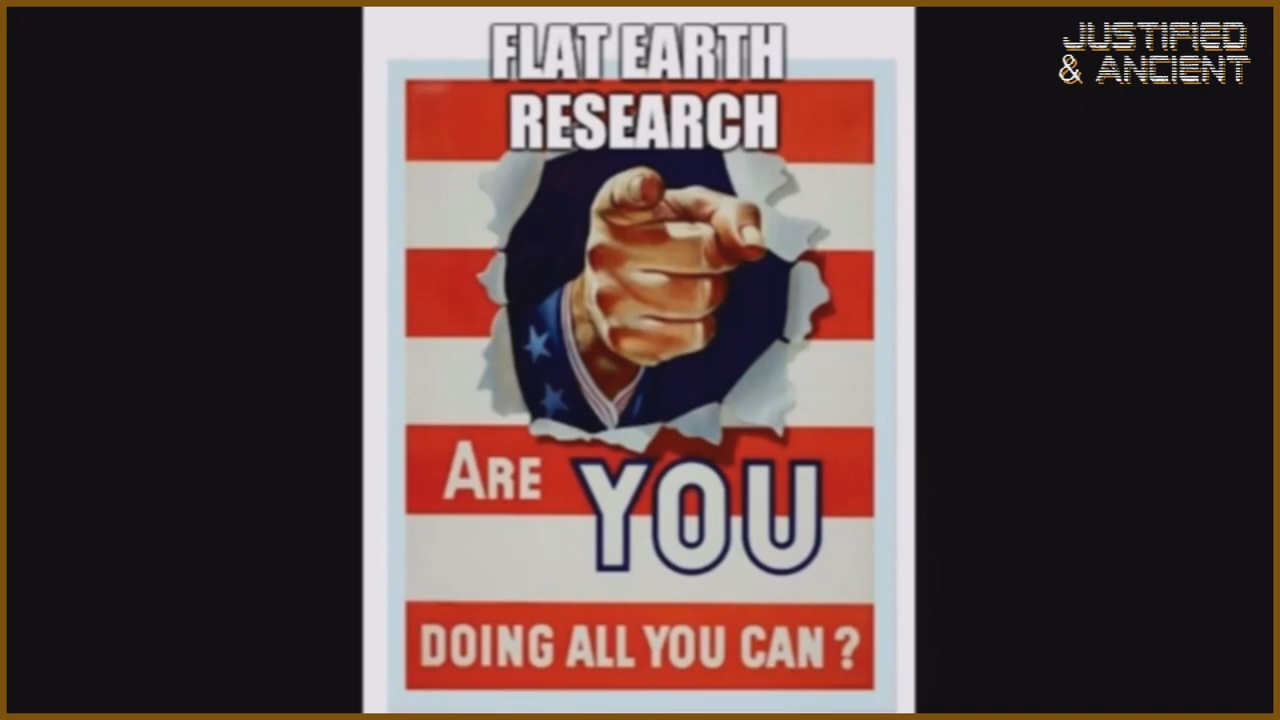 FLAT EARTH
RESEARCH
ARE YOU
DOING ALL YOU CAN?
JUSTIFIED
& ANCIENT